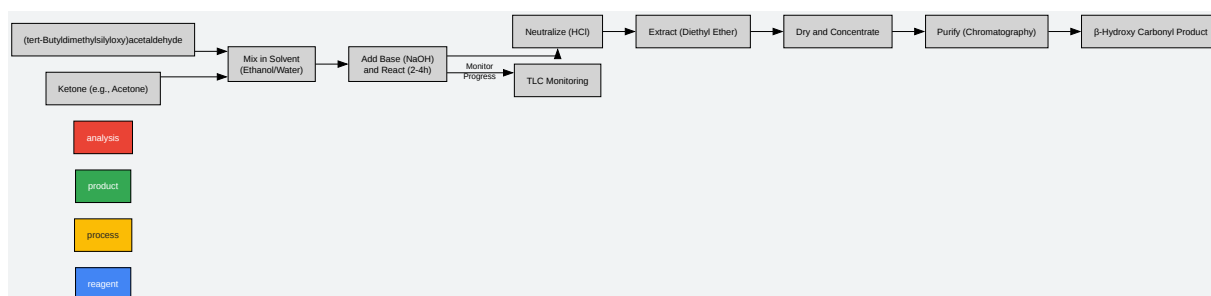 (tert-Butyldimethylsilyloxy)acetaldehyde
Ketone (e.g., Acetone)
Mix in Solvent
(Ethanol/Water)
Add Base (NaOH)
and React (2-4h)
Monitor
Progress
Neutralize (HCl)
TLC Monitoring
Extract (Diethyl Ether)
Dry and Concentrate
Purify (Chromatography)
β-Hydroxy Carbonyl Product
analysis
product
process
reagent